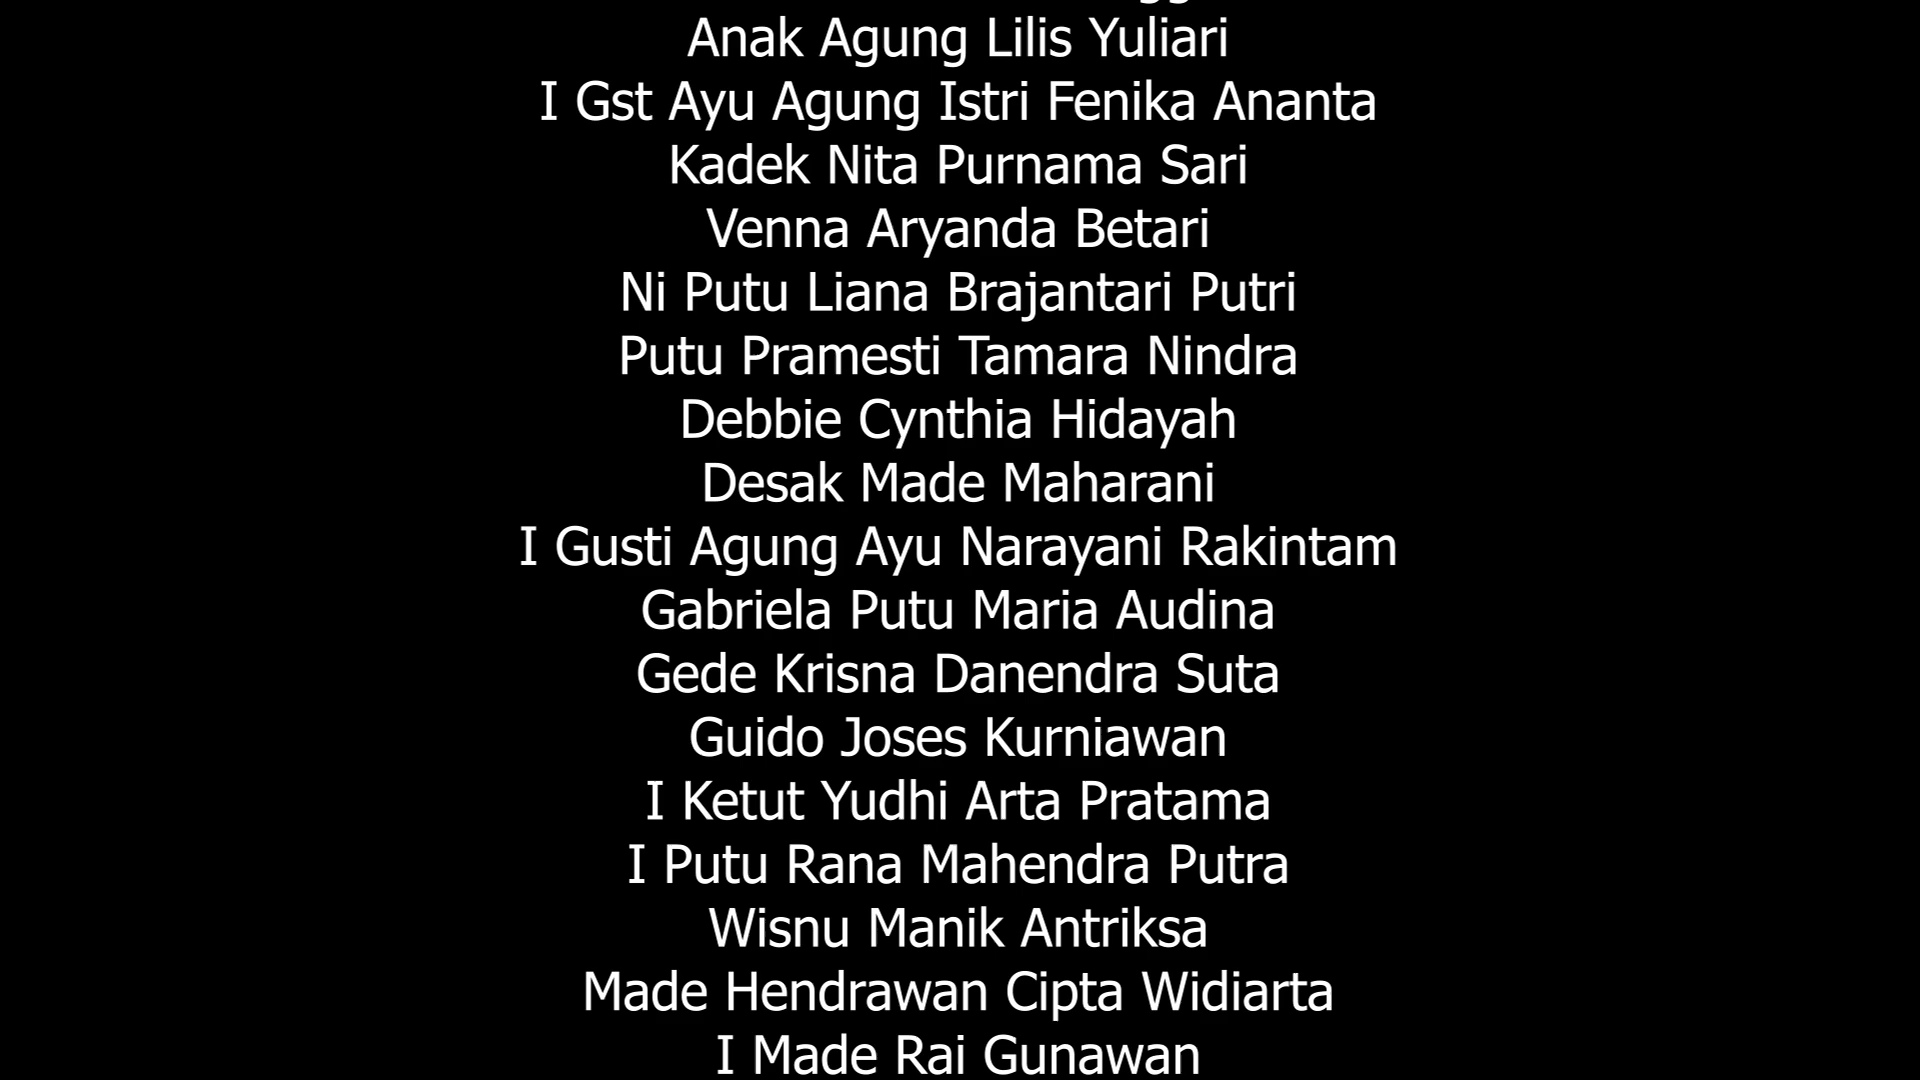 Anak Agung Lilis Yuliari
I Gst Ayu Agung Istri Fenika Ananta
Kadek Nita Purnama Sari
Venna Aryanda Betari
Ni Putu Liana Brajantari Putri
Putu Pramesti Tamara Nindra
Debbie Cynthia Hidayah
Desak Made Maharani
I Gusti Agung Ayu Narayani Rakintam
Gabriela Putu Maria Audina
Gede Krisna Danendra Suta
Guido Joses Kurniawan
I Ketut Yudhi Arta Pratama
I Putu Rana Mahendra Putra
Wisnu Manik Antriksa
Made Hendrawan Cipta Widiarta
I Made Rai Gunawan